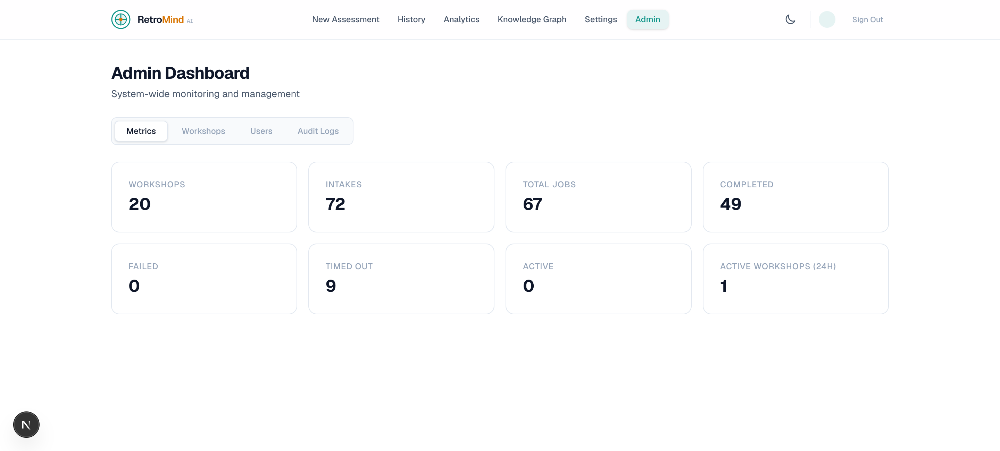 RetroMind AI
New Assessment History Analytics Knowledge Graph Settings Admin
Sign Out
Admin Dashboard
System-wide monitoring and management
Metrics Workshops Users Audit Logs
WORKSHOPS
20
INTAKES
72
TOTAL JOBS
67
COMPLETED
49
FAILED
0
TIMED OUT
9
ACTIVE
0
ACTIVE WORKSHOPS (24H)
1
N